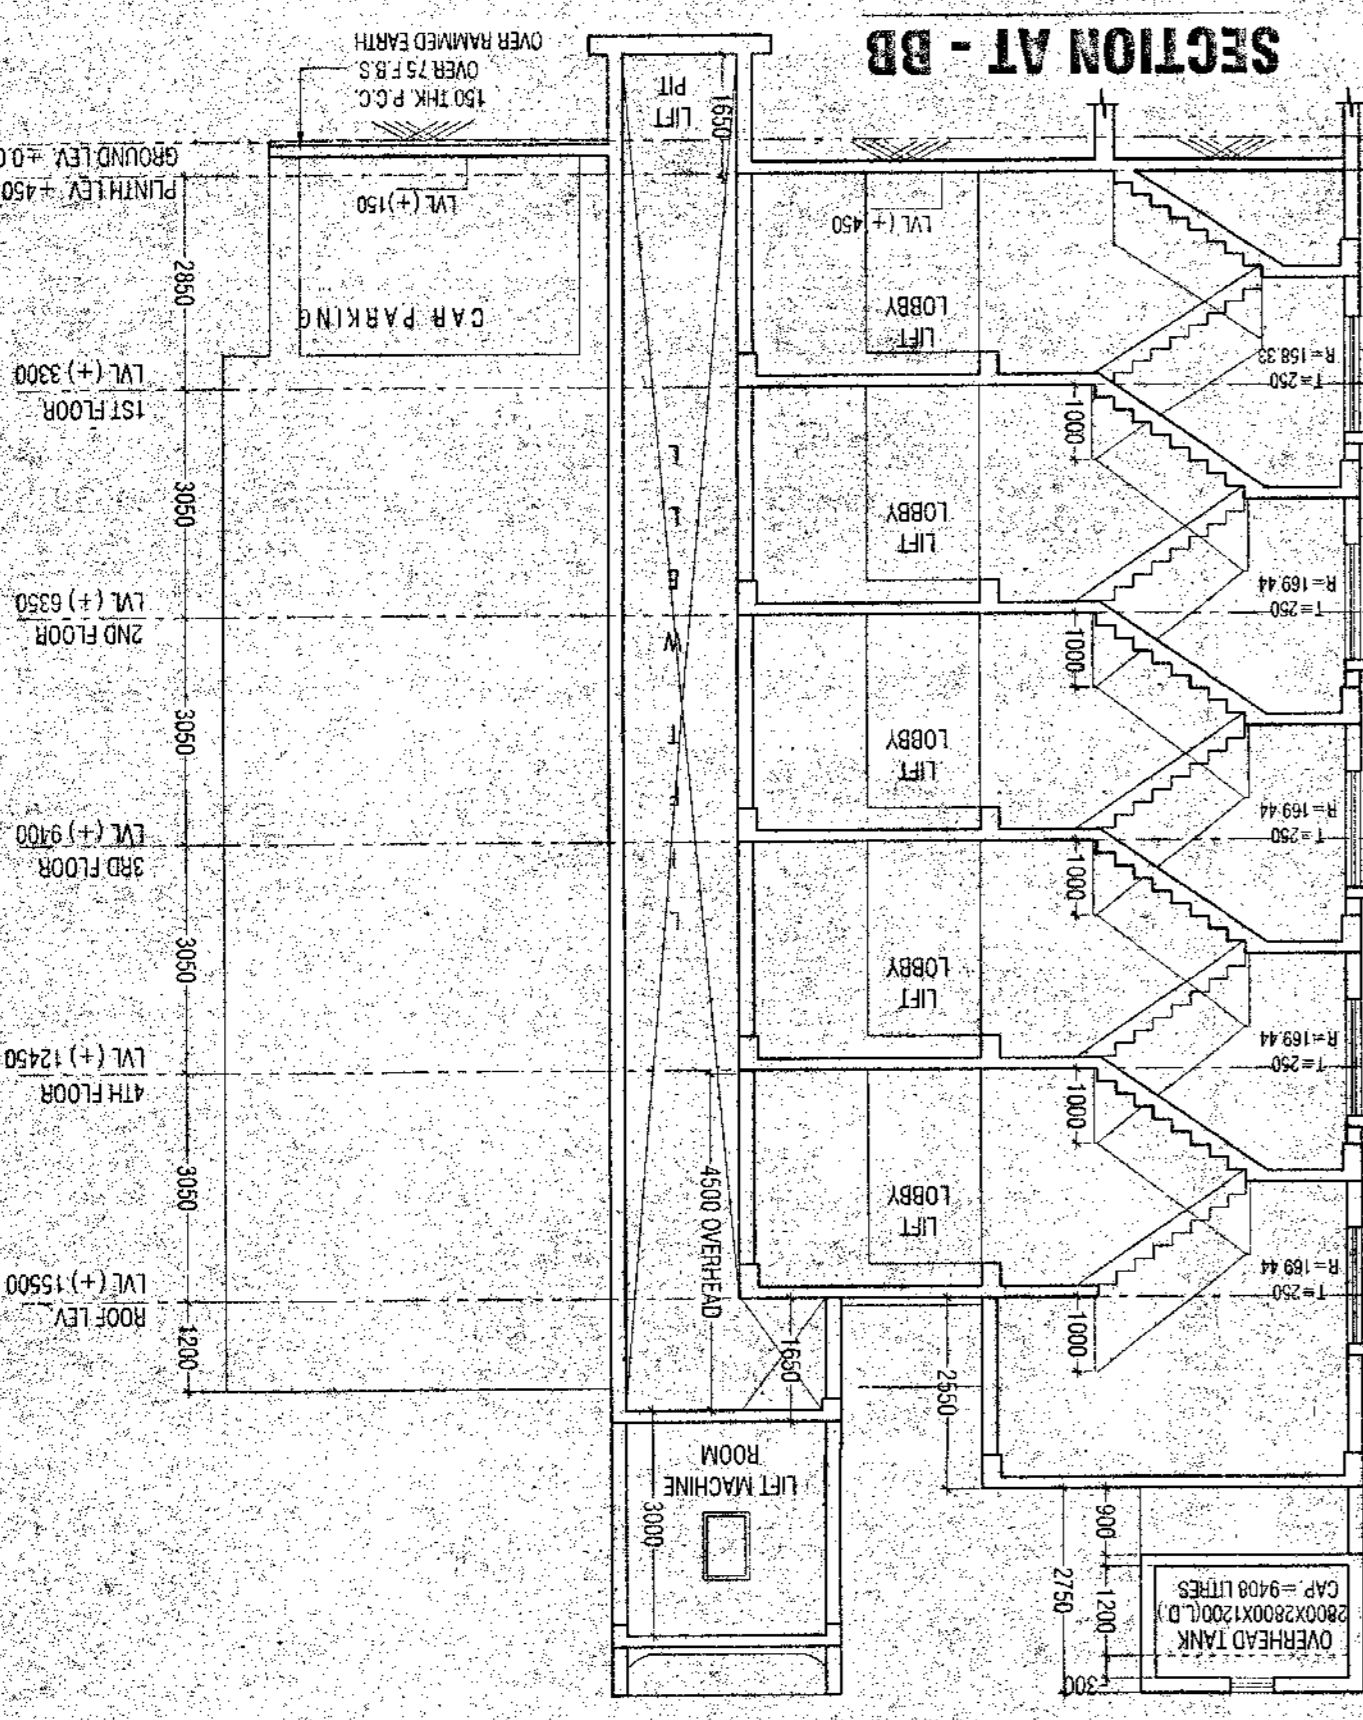 OVERHEAD TANK
2800X2800X1200(L.D.)
CAP = 9408 LITRES
300
1200
900
2750
LIFT MACHINE
ROOM
3000
2550
1650
1200
ROOF LEV
LVL (+) 15500
1000
T=250
R=169.44
LIFT
LOBBY
4500 OVERHEAD
3050
4TH FLOOR
LVL (+) 12450
1000
T=250
R=169.44
LIFT
LOBBY
3050
3RD FLOOR
LVL (+) 9400
1000
T=250
R=169.44
LIFT
LOBBY
3050
2ND FLOOR
LVL (+) 6350
1000
T=250
R=169.44
LIFT
LOBBY
3050
1ST FLOOR
LVL (+) 3300
1000
T=250
R=158.33
LIFT
LOBBY
LIFT WELL
CAR PARKING
2850
LVL (+)450
LVL (+)150
PLINTH LEV +450
GROUND LEV ±0.0
LIFT
PIT
1650
150 THK. P.C.C.
OVER 75 F.B.S
OVER RAMMED EARTH
SECTION AT - BB